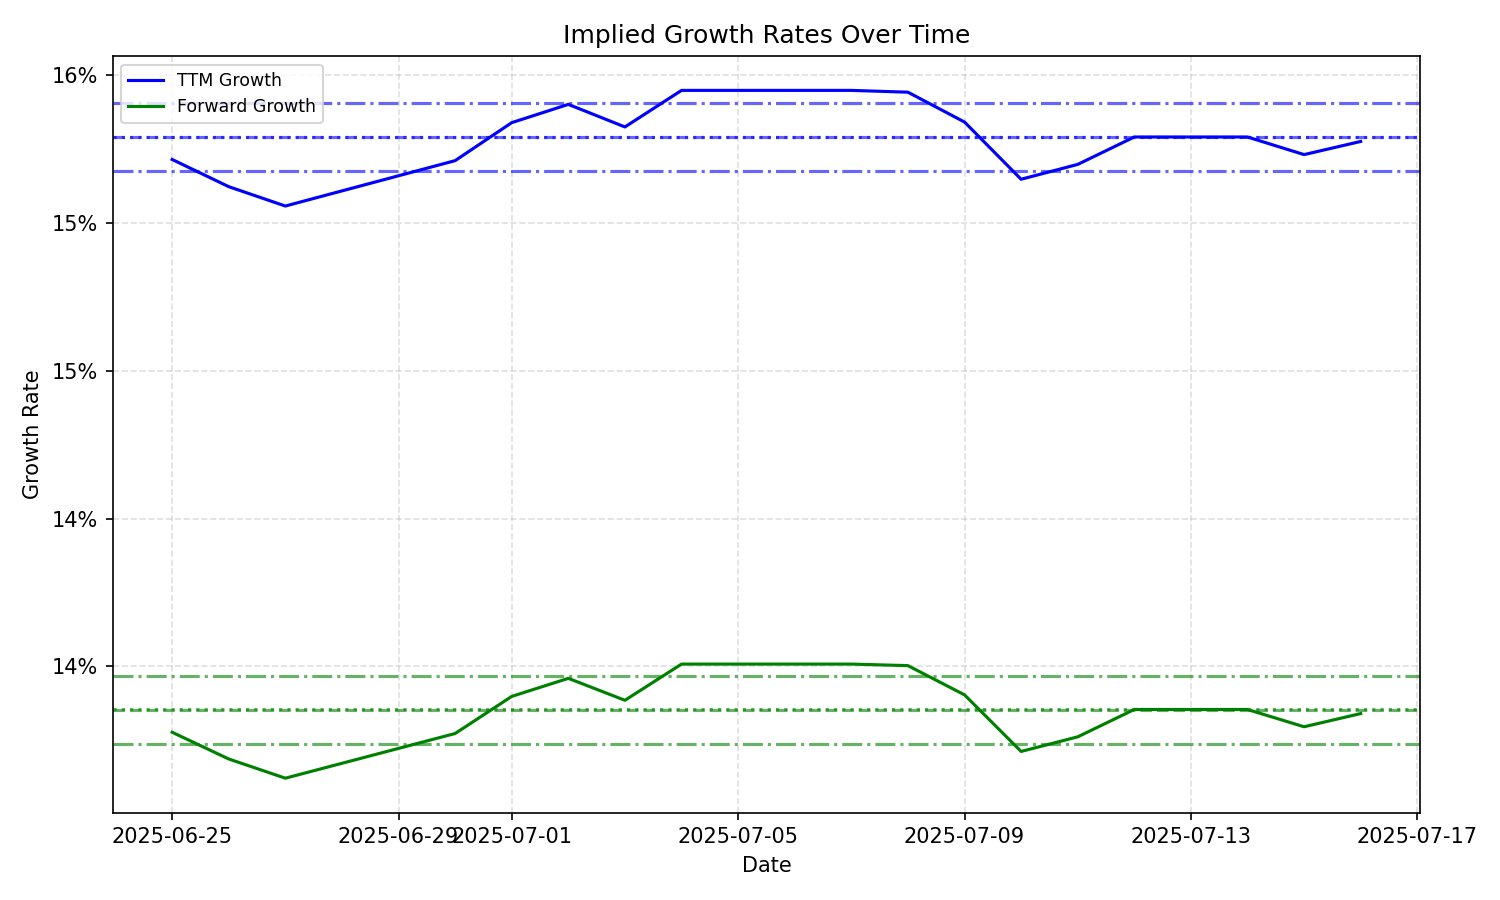 Implied Growth Rates Over Time
TTM Growth
Forward Growth
16%
15%
15%
14%
14%
Growth Rate
2025-06-25
2025-06-29
2025-07-01
2025-07-05
2025-07-09
2025-07-13
2025-07-17
Date